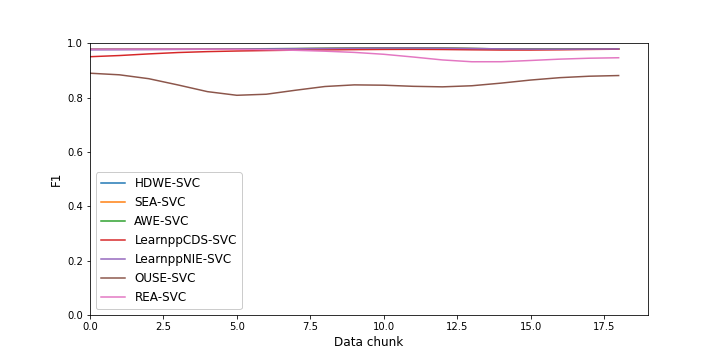 1.0
0.8
0.6
0.4
0.2
0.0
F1
HDWE-SVC
SEA-SVC
AWE-SVC
LearnppCDS-SVC
LearnppNIE-SVC
OUSE-SVC
REA-SVC
0.0 2.5 5.0 7.5 10.0 12.5 15.0 17.5
Data chunk